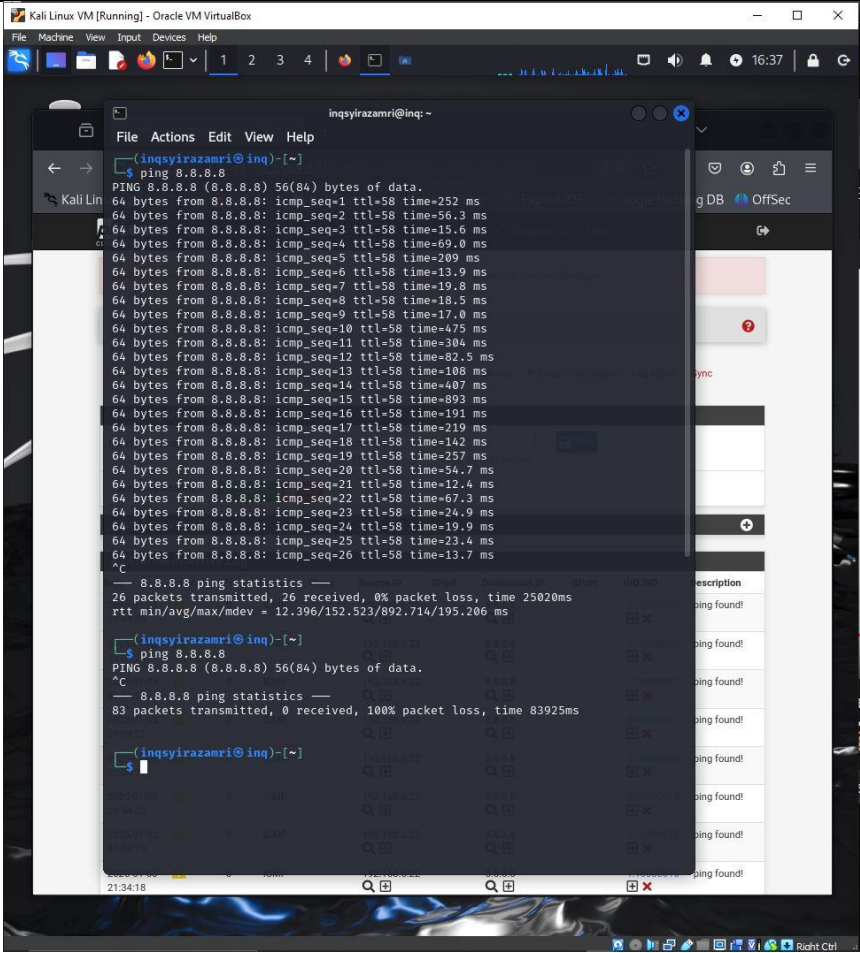 Kali Linux VM [Running] - Oracle VM VirtualBox
File Machine View Input Devices Help
1 2 3 4 16:37
inqsyirazamri@inq: ~
File Actions Edit View Help
Kali Lin
g DB OffSec
┌──(inqsyirazamri㉿inq)-[~]
└─$ ping 8.8.8.8
PING 8.8.8.8 (8.8.8.8) 56(84) bytes of data.
64 bytes from 8.8.8.8: icmp_seq=1 ttl=58 time=252 ms
64 bytes from 8.8.8.8: icmp_seq=2 ttl=58 time=56.3 ms
64 bytes from 8.8.8.8: icmp_seq=3 ttl=58 time=15.6 ms
64 bytes from 8.8.8.8: icmp_seq=4 ttl=58 time=69.0 ms
64 bytes from 8.8.8.8: icmp_seq=5 ttl=58 time=209 ms
64 bytes from 8.8.8.8: icmp_seq=6 ttl=58 time=13.9 ms
64 bytes from 8.8.8.8: icmp_seq=7 ttl=58 time=19.8 ms
64 bytes from 8.8.8.8: icmp_seq=8 ttl=58 time=18.5 ms
64 bytes from 8.8.8.8: icmp_seq=9 ttl=58 time=17.0 ms
64 bytes from 8.8.8.8: icmp_seq=10 ttl=58 time=475 ms
64 bytes from 8.8.8.8: icmp_seq=11 ttl=58 time=304 ms
64 bytes from 8.8.8.8: icmp_seq=12 ttl=58 time=82.5 ms
64 bytes from 8.8.8.8: icmp_seq=13 ttl=58 time=108 ms
64 bytes from 8.8.8.8: icmp_seq=14 ttl=58 time=407 ms
64 bytes from 8.8.8.8: icmp_seq=15 ttl=58 time=893 ms
64 bytes from 8.8.8.8: icmp_seq=16 ttl=58 time=191 ms
64 bytes from 8.8.8.8: icmp_seq=17 ttl=58 time=219 ms
64 bytes from 8.8.8.8: icmp_seq=18 ttl=58 time=142 ms
64 bytes from 8.8.8.8: icmp_seq=19 ttl=58 time=257 ms
64 bytes from 8.8.8.8: icmp_seq=20 ttl=58 time=54.7 ms
64 bytes from 8.8.8.8: icmp_seq=21 ttl=58 time=12.4 ms
64 bytes from 8.8.8.8: icmp_seq=22 ttl=58 time=67.3 ms
64 bytes from 8.8.8.8: icmp_seq=23 ttl=58 time=24.9 ms
64 bytes from 8.8.8.8: icmp_seq=24 ttl=58 time=19.9 ms
64 bytes from 8.8.8.8: icmp_seq=25 ttl=58 time=23.4 ms
64 bytes from 8.8.8.8: icmp_seq=26 ttl=58 time=13.7 ms
^C
— 8.8.8.8 ping statistics —
26 packets transmitted, 26 received, 0% packet loss, time 25020ms
rtt min/avg/max/mdev = 12.396/152.523/892.714/195.206 ms
┌──(inqsyirazamri㉿inq)-[~]
└─$ ping 8.8.8.8
PING 8.8.8.8 (8.8.8.8) 56(84) bytes of data.
^C
— 8.8.8.8 ping statistics —
83 packets transmitted, 0 received, 100% packet loss, time 83925ms
┌──(inqsyirazamri㉿inq)-[~]
└─$
Sync
Description
ping found!
ping found!
ping found!
ping found!
ping found!
ping found!
ping found!
ping found!
21:34:18
Right Ctrl